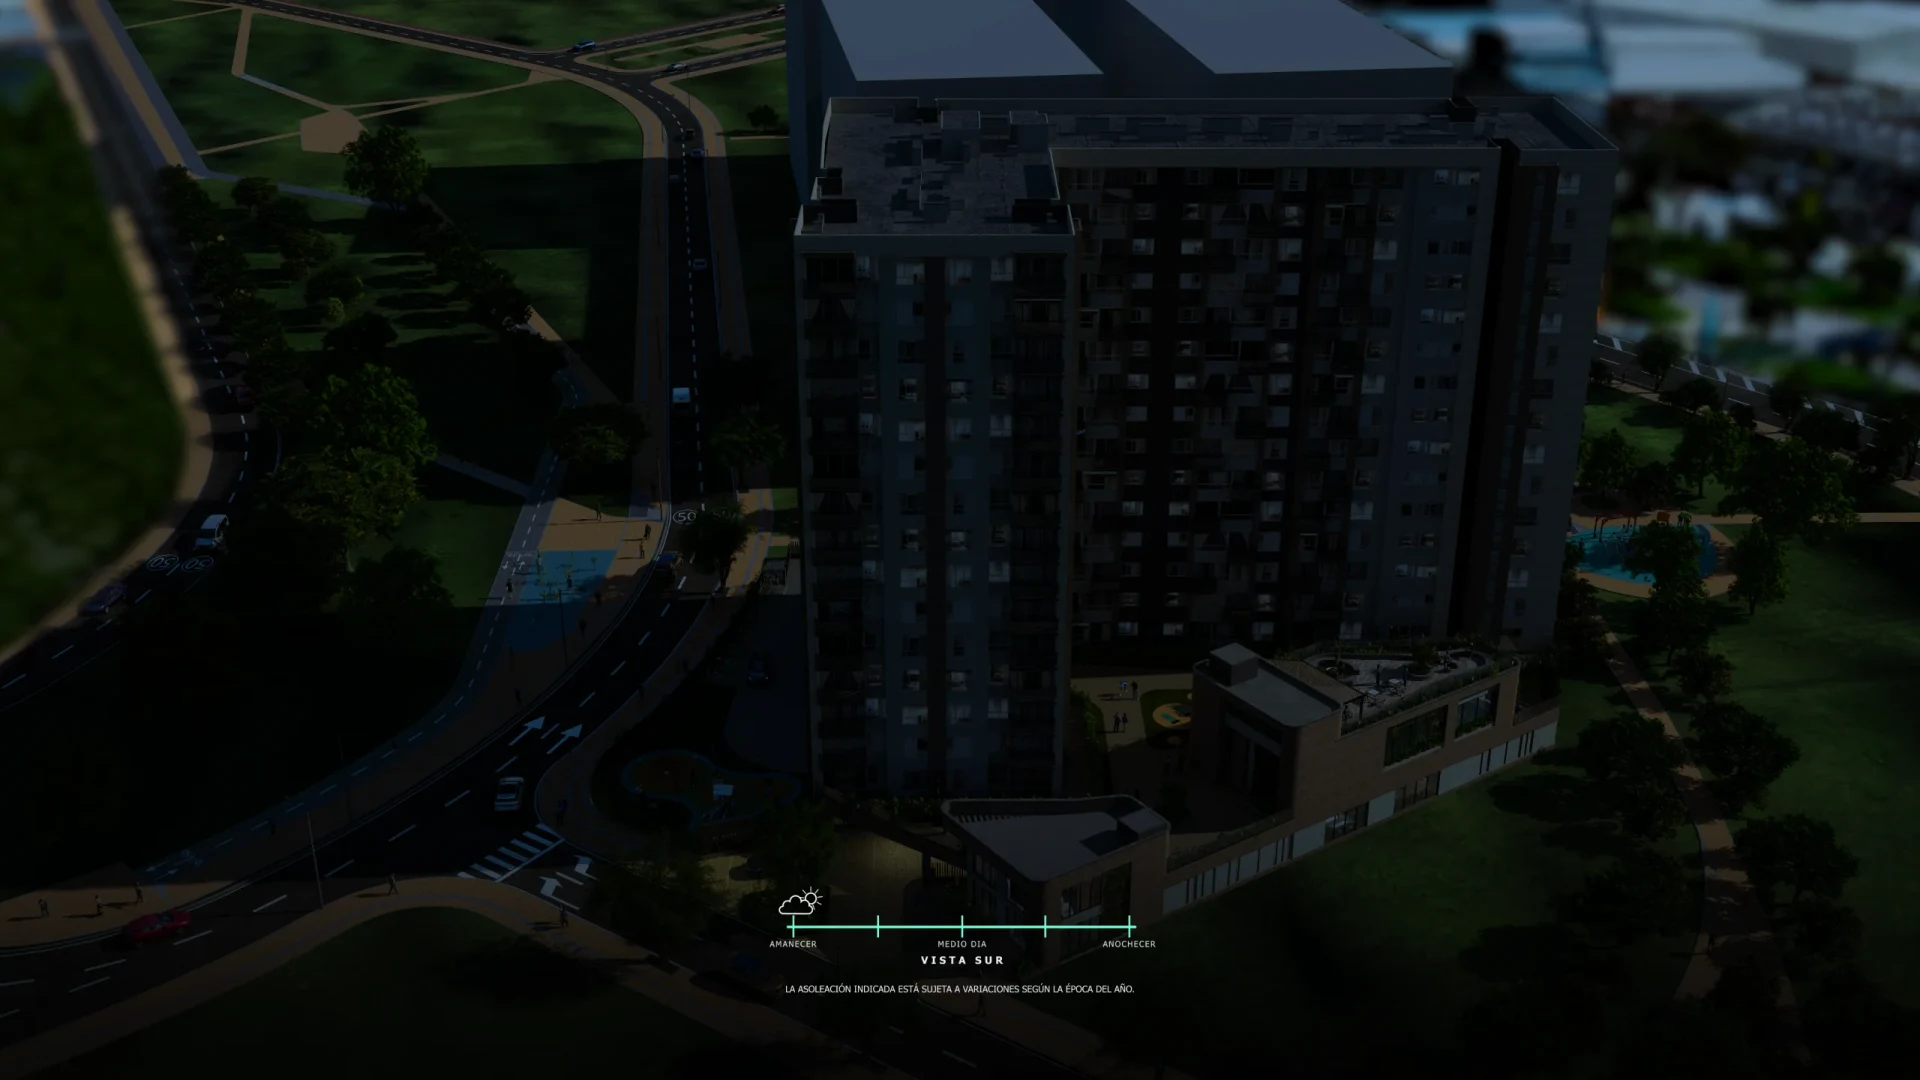 50
50 50
AMANECER MEDIO DIA ANOCHECER
VISTA SUR
LA ASOLEACIÓN INDICADA ESTÁ SUJETA A VARIACIONES SEGÚN LA ÉPOCA DEL AÑO.